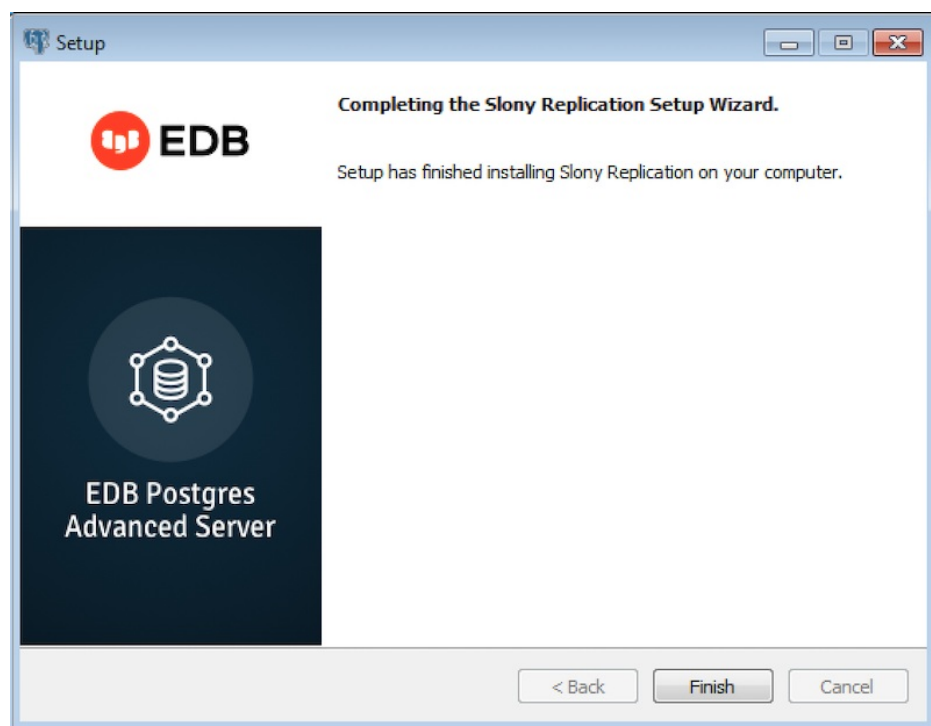 Setup
EDB
Completing the Slony Replication Setup Wizard.
Setup has finished installing Slony Replication on your computer.
EDB Postgres
Advanced Server
< Back
Finish
Cancel